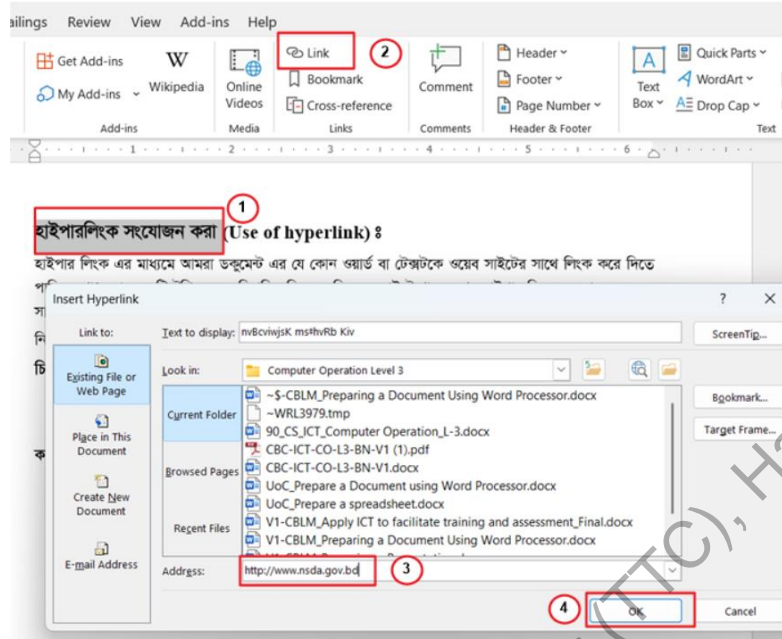 ailings Review View Add-ins Help
Get Add-ins
My Add-ins
Add-ins
Wikipedia
Online Videos
Media
Link
Bookmark
Cross-reference
Links
Comment
Comments
Header
Footer
Page Number
Header & Footer
Text Box
Quick Parts
WordArt
Drop Cap
Text
2
1 2 3 4 5 6
1
হাইপারলিংক সংযোজন করা (Use of hyperlink) ঃ
হাইপার লিংক এর মাধ্যমে আমরা ডকুমেন্ট এর যে কোন ওয়ার্ড বা টেক্সটকে ওয়েব সাইটের সাথে লিংক করে দিতে
Insert Hyperlink ? X
Link to:
Text to display: nvBcviwjsK ms‡hvRb Kiv
ScreenTip...
Existing File or Web Page
Place in This Document
Create New Document
E-mail Address
Look in: Computer Operation Level 3
Current Folder
Browsed Pages
Recent Files
~$-CBLM_Preparing a Document Using Word Processor.docx
~WRL3979.tmp
90_CS_ICT_Computer Operation_L-3.docx
CBC-ICT-CO-L3-BN-V1 (1).pdf
CBC-ICT-CO-L3-BN-V1.docx
UoC_Prepare a Document using Word Processor.docx
UoC_Prepare a spreadsheet.docx
V1-CBLM_Apply ICT to facilitate training and assessment_Final.docx
V1-CBLM_Preparing a Document Using Word Processor.docx
Bookmark...
Target Frame...
Address: http://www.nsda.gov.bd
3
4
OK
Cancel
(TTC), Ha